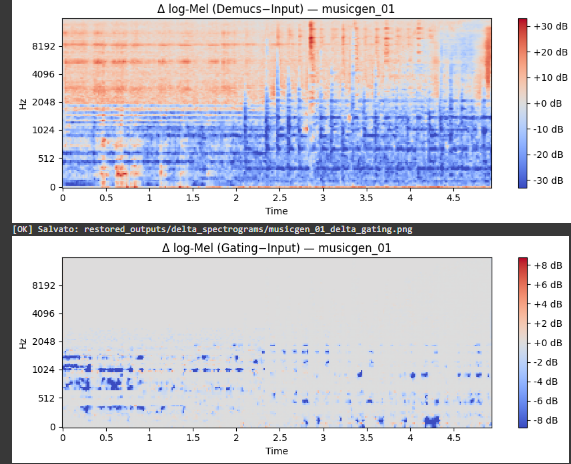 Δ log-Mel (Demucs−Input) — musicgen_01
+30 dB
8192
+20 dB
4096
+10 dB
Hz
2048
+0 dB
1024
-10 dB
512
-20 dB
0
-30 dB
0 0.5 1 1.5 2 2.5 3 3.5 4 4.5
Time
[OK] Salvato: restored_outputs/delta_spectrograms/musicgen_01_delta_gating.png
Δ log-Mel (Gating−Input) — musicgen_01
+8 dB
8192
+6 dB
+4 dB
4096
+2 dB
Hz
2048
+0 dB
1024
-2 dB
-4 dB
512
-6 dB
0
-8 dB
0 0.5 1 1.5 2 2.5 3 3.5 4 4.5
Time